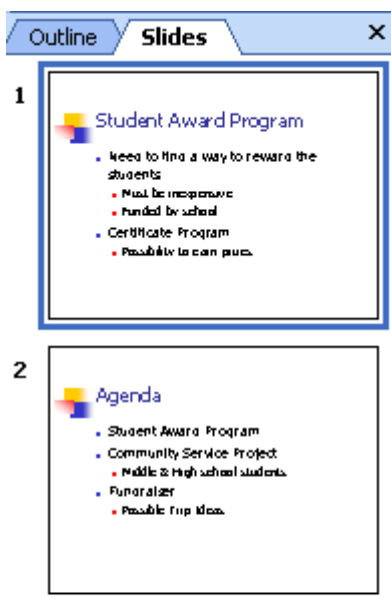 Outline
Slides
1
Student Award Program
Need to find a way to reward the
students
Must be inexpensive
Funded by school
Certificate Program
Possibility to earn prizes
2
Agenda
Student Award Program
Community Service Project
Middle & High school students
Fundraiser
Possible Trip Ideas